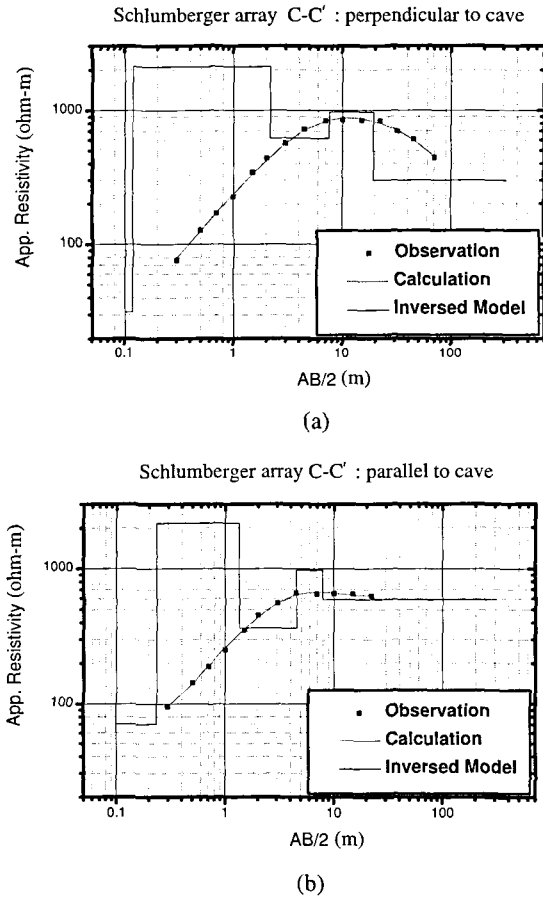 Schlumberger array C-C′ : perpendicular to cave
App. Resistivity (ohm-m)
1000
100
Observation
Calculation
Inversed Model
0.1 1 10 100
AB/2 (m)
(a)
Schlumberger array C-C′ : parallel to cave
App. Resistivity (ohm-m)
1000
100
Observation
Calculation
Inversed Model
0.1 1 10 100
AB/2 (m)
(b)